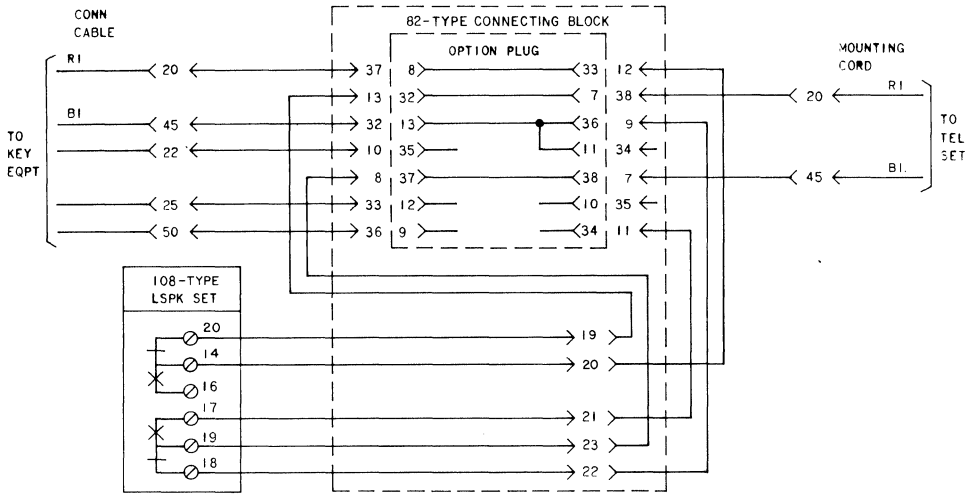 CONN
CABLE
82-TYPE CONNECTING BLOCK
OPTION PLUG
MOUNTING
CORD
R1 20 37 8 33 12
13 32 7 38 20 R1
B1 45 32 13 36 9
22 10 35 11 34
8 37 38 7 45 B1.
25 33 12 10 35
50 36 9 34 11
TO
KEY
EQPT
TO
TEL
SET
108-TYPE
LSPK SET
20 19
14 20
16
17 21
19 23
18 22